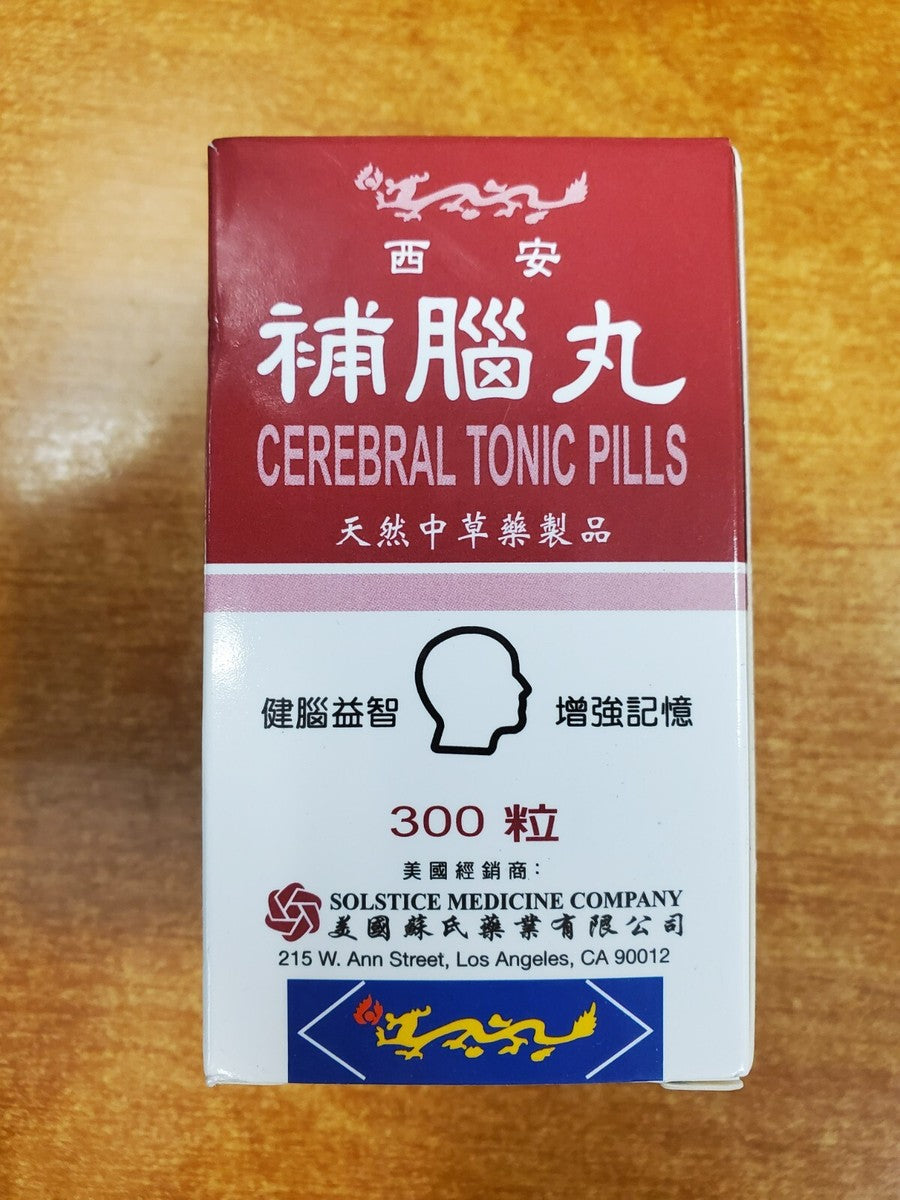 西安
補腦丸
CEREBRAL TONIC PILLS
天然中草藥製品
健腦益智 增強記憶
300 粒
美國經銷商：
SOLSTICE MEDICINE COMPANY
美國蘇氏藥業有限公司
215 W. Ann Street, Los Angeles, CA 90012